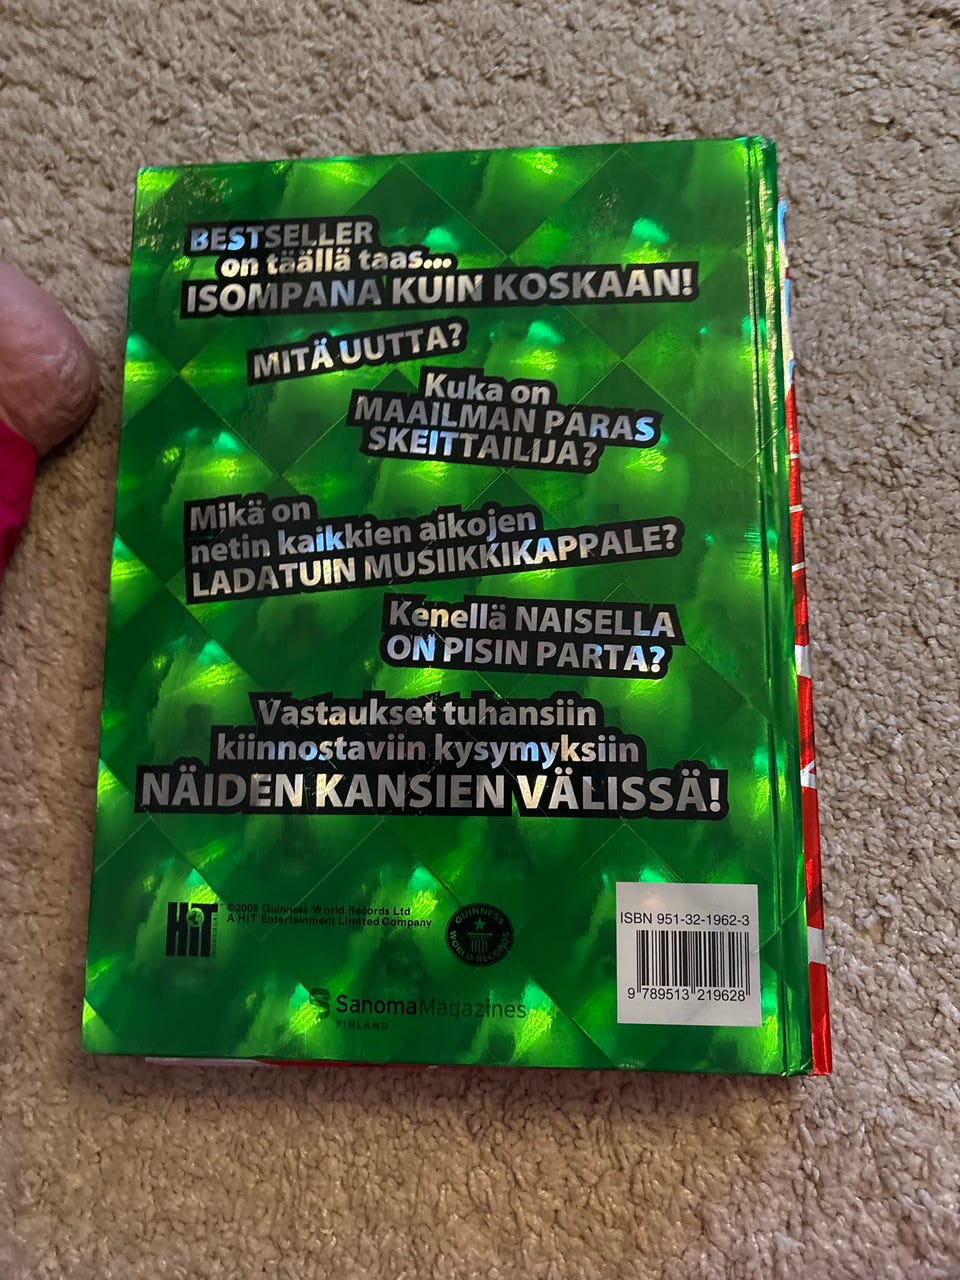 BESTSELLER
on täällä taas...
ISOMPANA KUIN KOSKAAN!
MITÄ UUTTA?
Kuka on
MAAILMAN PARAS
SKEITTAILIJA?
Mikä on
netin kaikkien aikojen
LADATUIN MUSIIKKIKAPPALE?
Kenellä NAISELLA
ON PISIN PARTA?
Vastaukset tuhansiin
kiinnostaviin kysymyksiin
NÄIDEN KANSIEN VÄLISSÄ!
HiT
ENTERTAINMENT
©2005 Guinness World Records Ltd
A HIT Entertainment Limited Company
GUINNESS
WORLD RECORDS
SanomaMagazines
FINLAND
ISBN 951-32-1962-3
9 789513 219628